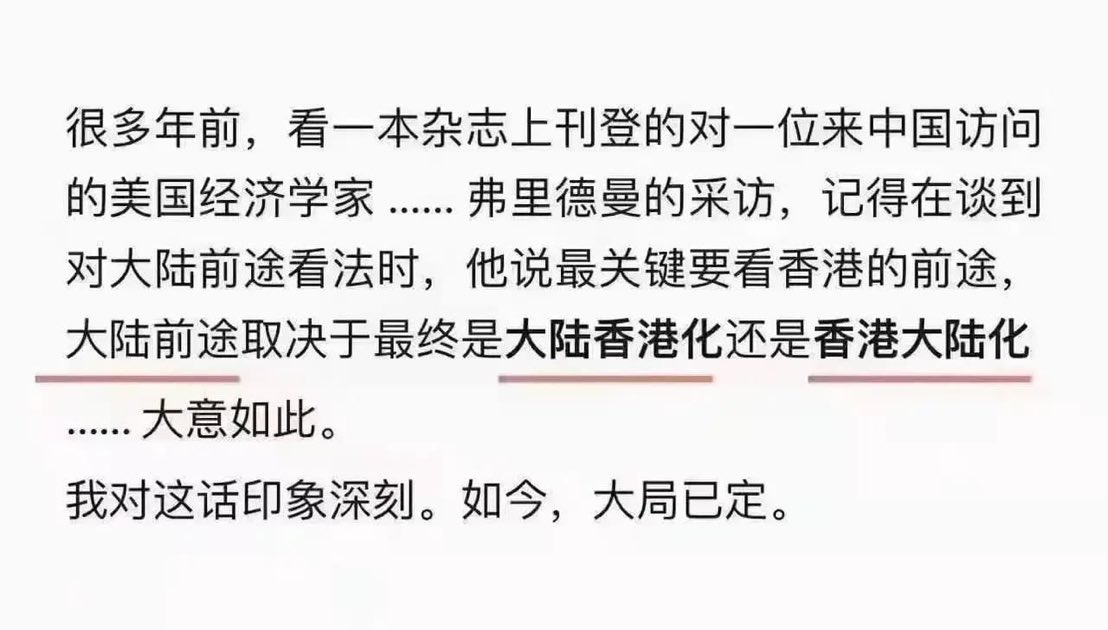 很多年前，看一本杂志上刊登的对一位来中国访问
的美国经济学家 ...... 弗里德曼的采访，记得在谈到
对大陆前途看法时，他说最关键要看香港的前途，
大陆前途取决于最终是大陆香港化还是香港大陆化
...... 大意如此。
我对这话印象深刻。如今，大局已定。